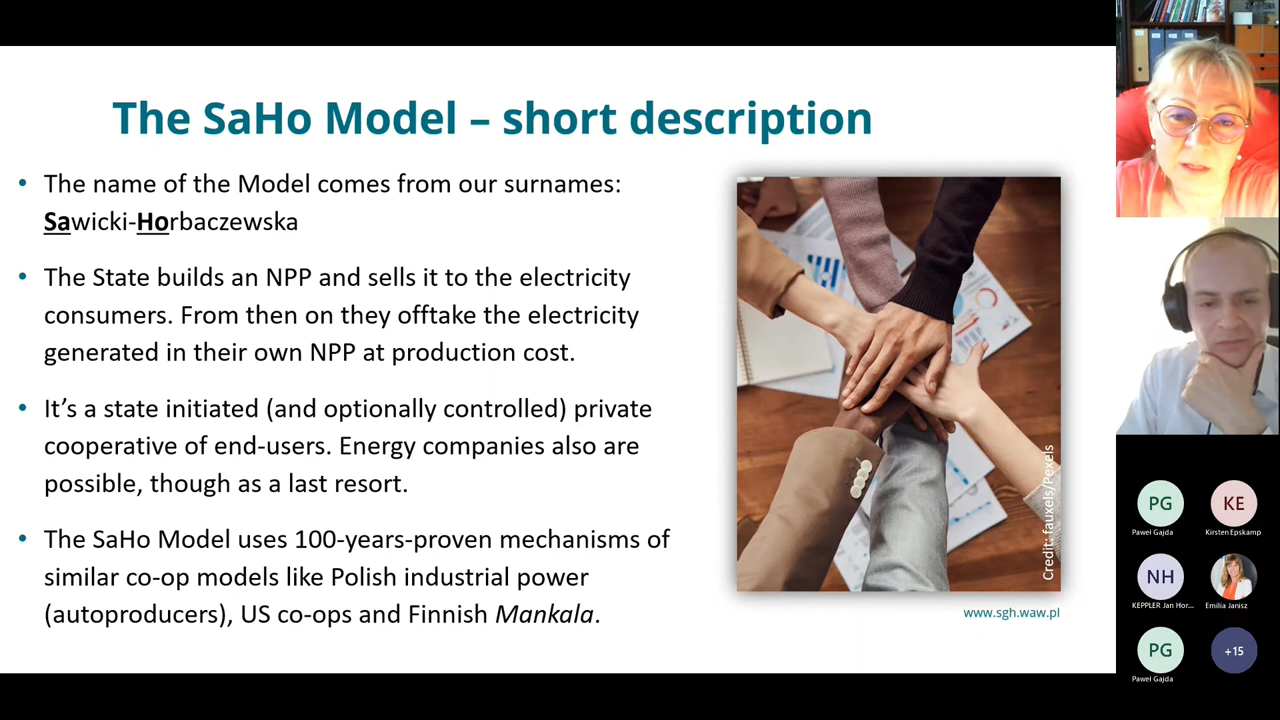 The SaHo Model – short description
• The name of the Model comes from our surnames:
Sawicki-Horbaczewska
• The State builds an NPP and sells it to the electricity
consumers. From then on they offtake the electricity
generated in their own NPP at production cost.
• It’s a state initiated (and optionally controlled) private
cooperative of end-users. Energy companies also are
possible, though as a last resort.
• The SaHo Model uses 100-years-proven mechanisms of
similar co-op models like Polish industrial power
(autoproducers), US co-ops and Finnish Mankala.
Credit: fauxels/Pexels
www.sgh.waw.pl
PG
Pawel Gajda
KE
Kirsten Epskamp
NH
KEPPLER Jan Hor...
Emilia Janisz
PG
Pawel Gajda
+15